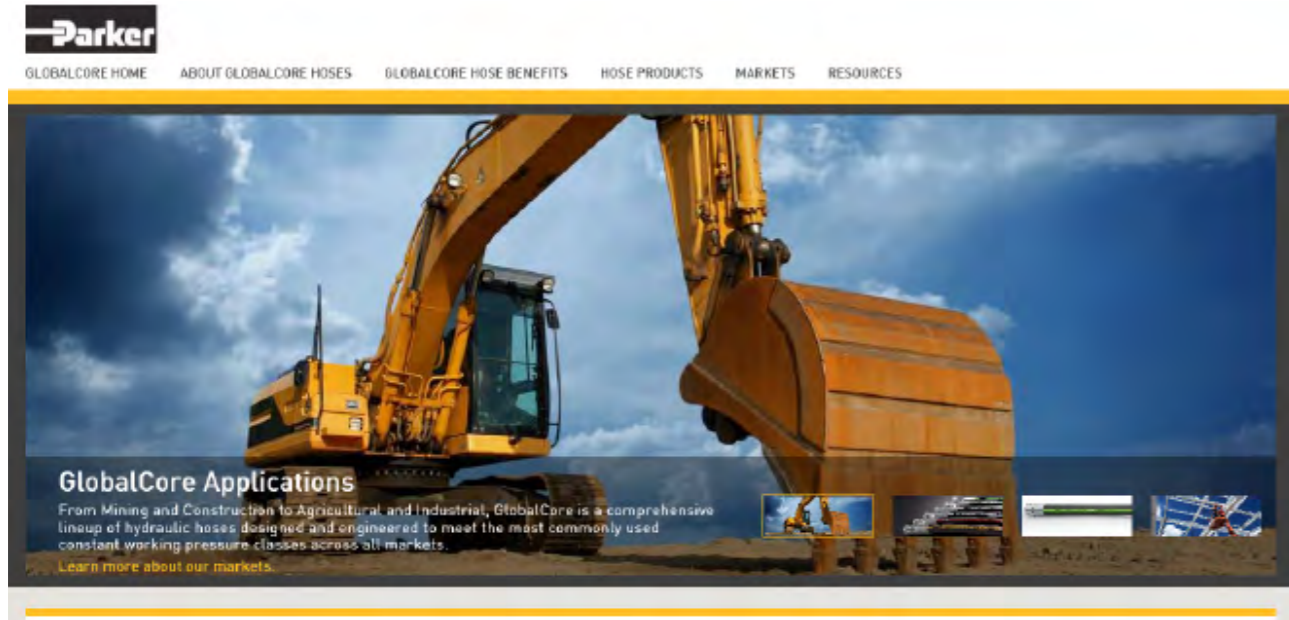 Parker
GLOBALCORE HOME ABOUT GLOBALCORE HOSES GLOBALCORE HOSE BENEFITS HOSE PRODUCTS MARKETS RESOURCES
GlobalCore Applications
From Mining and Construction to Agricultural and Industrial, GlobalCore is a comprehensive
lineup of hydraulic hoses designed and engineered to meet the most commonly used
constant working pressure classes across all markets.
Learn more about our markets.